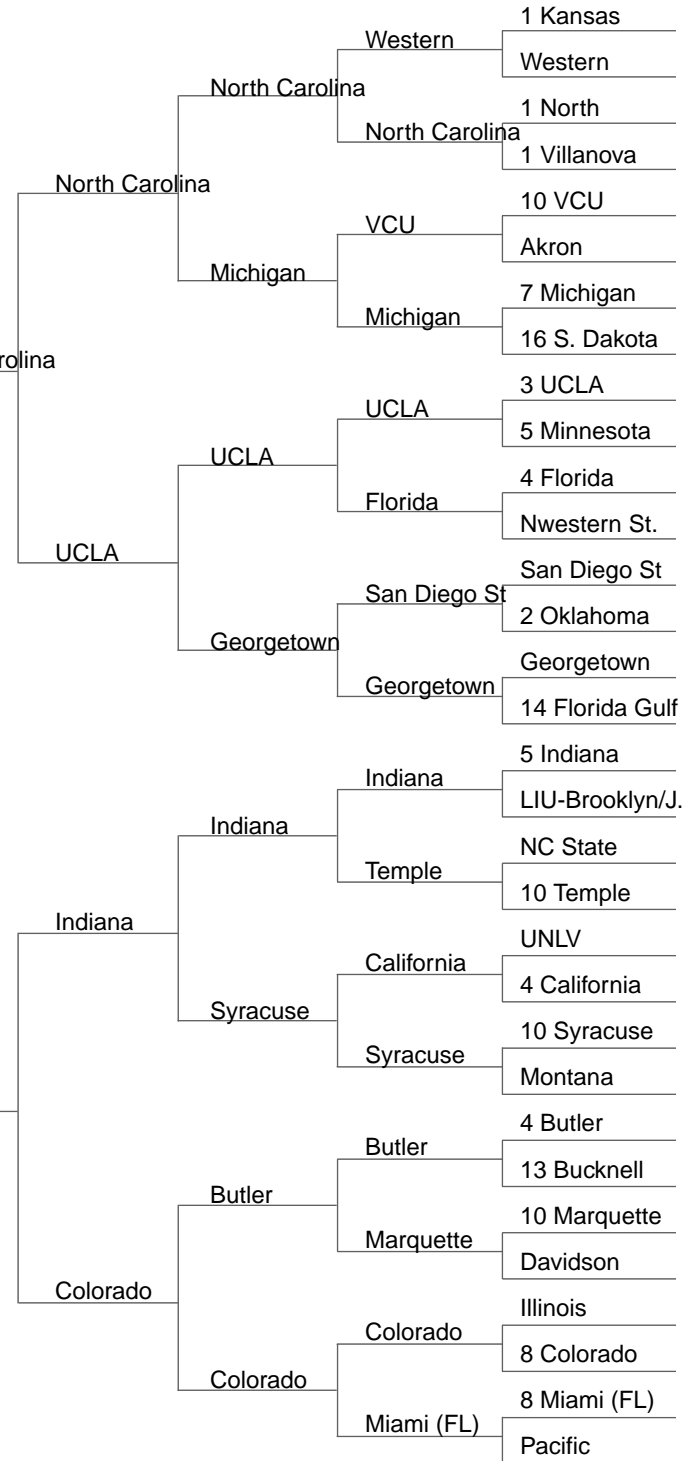 1 Kansas
Western
Western
North Carolina
1 North
North Carolina
1 Villanova
North Carolina
10 VCU
VCU
Akron
Michigan
7 Michigan
Michigan
16 S. Dakota
rolina
3 UCLA
UCLA
5 Minnesota
UCLA
4 Florida
Florida
Nwestern St.
UCLA
San Diego St
San Diego St
2 Oklahoma
Georgetown
Georgetown
Georgetown
14 Florida Gulf
5 Indiana
Indiana
LIU-Brooklyn/J.
Indiana
NC State
Temple
10 Temple
Indiana
UNLV
California
4 California
Syracuse
10 Syracuse
Syracuse
Montana
4 Butler
Butler
13 Bucknell
Butler
10 Marquette
Marquette
Davidson
Colorado
Illinois
Colorado
8 Colorado
Colorado
8 Miami (FL)
Miami (FL)
Pacific